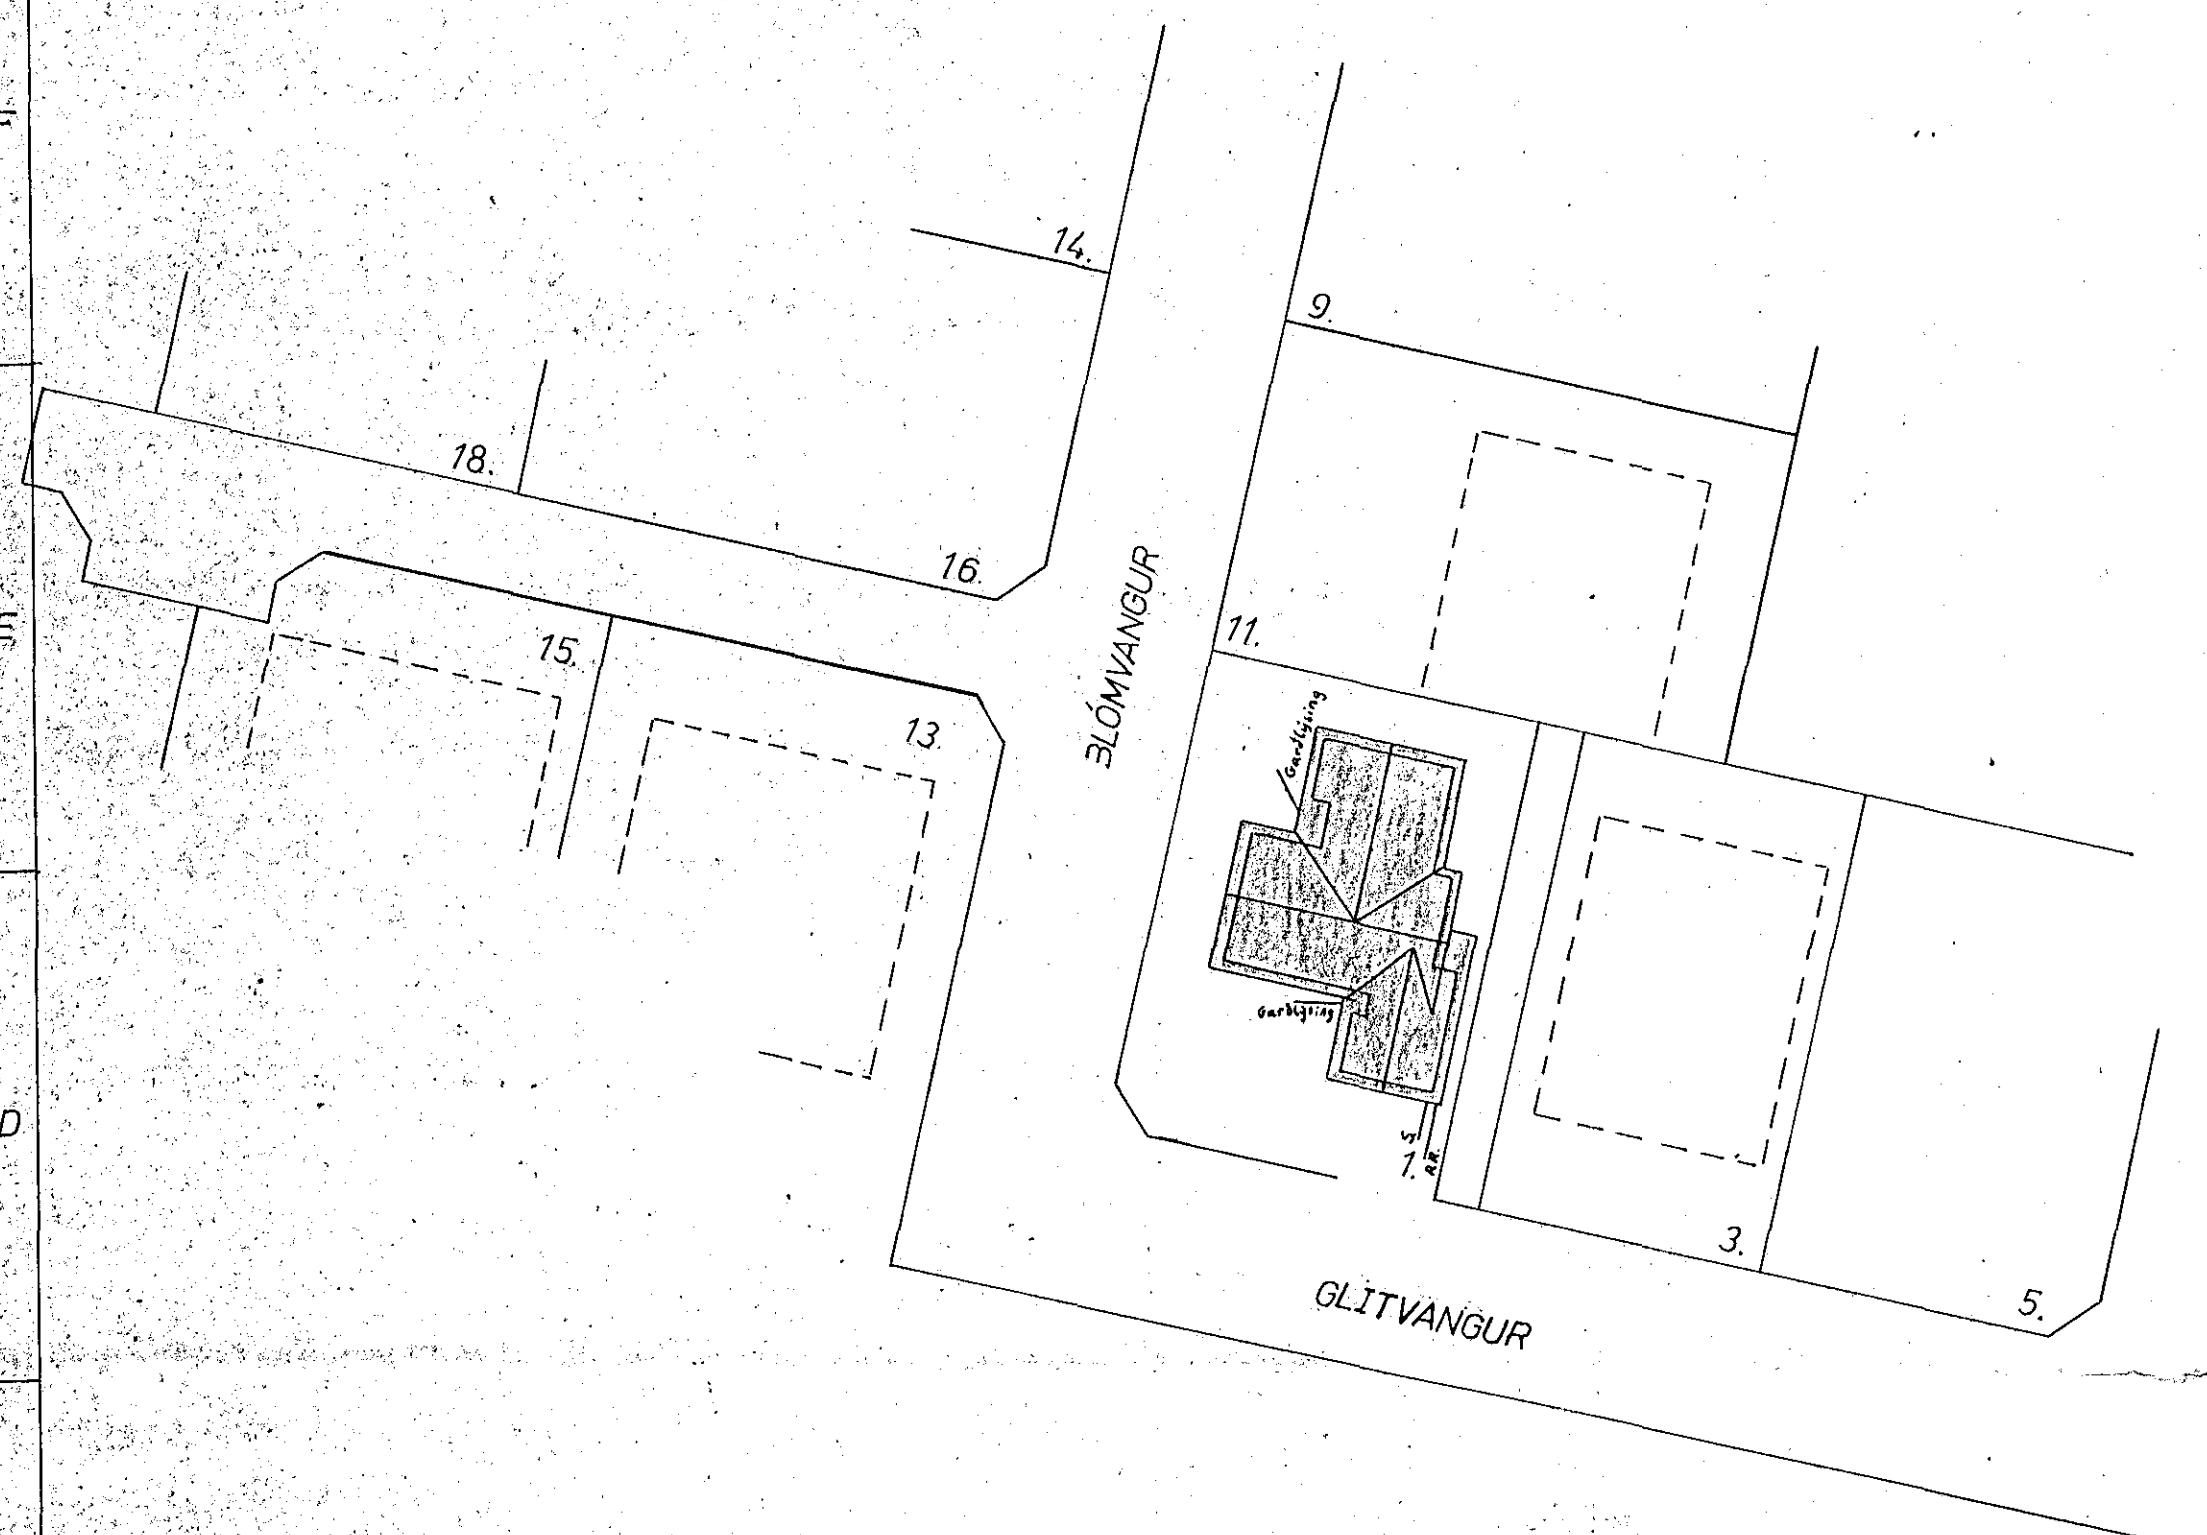 14.
9.
18.
16.
BLÓMVANGUR
11.
15.
13.
Garðlýsing
Garðlýsing
D
1.
R.R.
3.
5.
GLITVANGUR